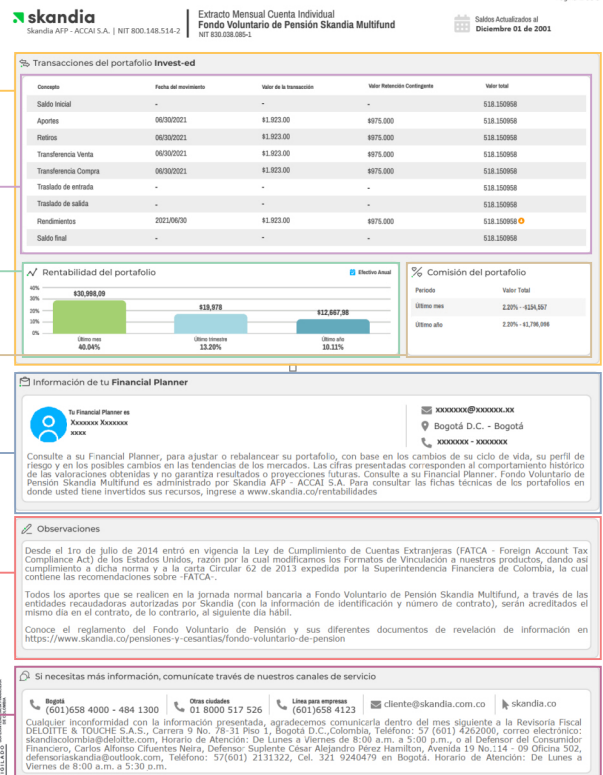 skandia
Skandia AFP - ACCAI S.A. | NIT 800.148.514-2
Extracto Mensual Cuenta Individual
Fondo Voluntario de Pensión Skandia Multifund
NIT 830.038.085-1
Saldos Actualizados al
Diciembre 01 de 2001
Transacciones del portafolio Invest-ed
Concepto Fecha del movimiento Valor de la transacción Valor Retención Contingente Valor total
Saldo Inicial - - - 518.150958
Aportes 06/30/2021 $1.923.00 $975.000 518.150958
Retiros 06/30/2021 $1.923.00 $975.000 518.150958
Transferencia Venta 06/30/2021 $1.923.00 $975.000 518.150958
Transferencia Compra 06/30/2021 $1.923.00 $975.000 518.150958
Traslado de entrada - - 518.150958
Traslado de salida - - 518.150958
Rendimientos 2021/06/30 $1.923.00 $975.000 518.150958
Saldo final - - - 518.150958
Rentabilidad del portafolio
Efectivo Anual
40%
30%
20%
10%
0%
$30,988,09
$19,978
$12,667,98
Último mes
40.04%
Último trimestre
13.20%
Último año
10.11%
Comisión del portafolio
Periodo Valor Total
Último mes 2.20% - $154,557
Último año 2.20% - $1,796,096
Información de tu Financial Planner
Tu Financial Planner es
Xxxxxxx Xxxxxxx
xxxx
xxxxxxx@xxxxxx.xx
Bogotá D.C. - Bogotá
xxxxxxx - xxxxxxx
Consulte a su Financial Planner, para ajustar o rebalancear su portafolio, con base en los cambios de su ciclo de vida, su perfil de
riesgo y en los posibles cambios en las tendencias de los mercados. Las cifras presentadas corresponden al comportamiento histórico
de las valoraciones obtenidas y no garantiza resultados o proyecciones futuras. Consulte a su Financial Planner. Fondo Voluntario de
Pensión Skandia Multifund es administrado por Skandia AFP - ACCAI S.A. Para consultar las fichas técnicas de los portafolios en
donde usted tiene invertidos sus recursos, ingrese a www.skandia.co/rentabilidades
Observaciones
Desde el 1ro de julio de 2014 entró en vigencia la Ley de Cumplimiento de Cuentas Extranjeras (FATCA - Foreign Account Tax
Compliance Act) de los Estados Unidos, razón por la cual modificamos los Formatos de Vinculación a nuestros productos, dando así
cumplimiento a dicha norma y a la carta Circular 62 de 2013 expedida por la Superintendencia Financiera de Colombia, la cual
contiene las recomendaciones sobre -FATCA-.
Todos los aportes que se realicen en la jornada normal bancaria a Fondo Voluntario de Pensión Skandia Multifund, a través de las
entidades recaudadoras autorizadas por Skandia (con la información de identificación y número de contrato), serán acreditados el
mismo día en el contrato, de lo contrario, al siguiente día hábil.
Conoce el reglamento del Fondo Voluntario de Pensión y sus diferentes documentos de revelación de información en
https://www.skandia.co/pensiones-y-cesantias/fondo-voluntario-de-pension
Si necesitas más información, comunícate través de nuestros canales de servicio
Bogotá
(601)658 4000 - 484 1300
Otras ciudades
01 8000 517 526
Línea para empresas
(601)658 4123
cliente@skandia.com.co
skandia.co
Cualquier inconformidad con la información presentada, agradecemos comunicarla dentro del mes siguiente a la Revisoría Fiscal
DELOITTE & TOUCHE S.A.S., Carrera 9 No. 78-31 Piso 1, Bogotá D.C.,Colombia, Teléfono: 57 (601) 4262000, correo electrónico:
skandiacolombia@deloitte.com, Horario de Atención: De Lunes a Viernes de 8:00 a.m. a 5:00 p.m., o al Defensor del Consumidor
Financiero, Carlos Alfonso Cifuentes Neira, Defensor Suplente César Alejandro Pérez Hamilton, Avenida 19 No.114 - 09 Oficina 502,
defensoriaskandia@outlook.com, Teléfono: 57(601) 2131322, Cel. 321 9240479 en Bogotá. Horario de Atención: De Lunes a
Viernes de 8:00 a.m. a 5:30 p.m.
VIGILADO
DE COLOMBIA